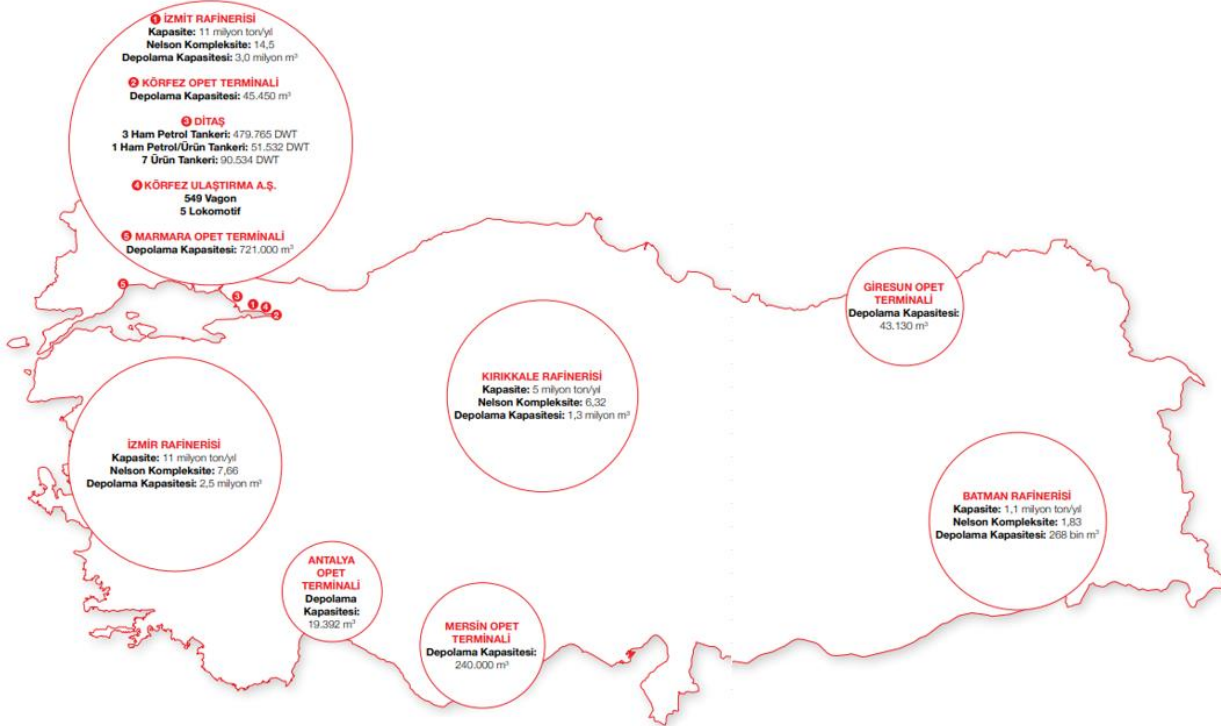 1 İZMİT RAFİNERİSİ
Kapasite: 11 milyon ton/yıl
Nelson Kompleksite: 14,5
Depolama Kapasitesi: 3,0 milyon m³
2 KÖRFEZ OPET TERMİNALİ
Depolama Kapasitesi: 45.450 m³
3 DİTAŞ
3 Ham Petrol Tankeri: 479.765 DWT
1 Ham Petrol/Ürün Tankeri: 51.532 DWT
7 Ürün Tankeri: 90.534 DWT
4 KÖRFEZ ULAŞTIRMA A.Ş.
549 Vagon
5 Lokomotif
5 MARMARA OPET TERMİNALİ
Depolama Kapasitesi: 721.000 m³
5
3
1
4
2
GİRESUN OPET
TERMİNALİ
Depolama Kapasitesi:
43.130 m³
KIRIKKALE RAFİNERİSİ
Kapasite: 5 milyon ton/yıl
Nelson Kompleksite: 6,32
Depolama Kapasitesi: 1,3 milyon m³
İZMİR RAFİNERİSİ
Kapasite: 11 milyon ton/yıl
Nelson Kompleksite: 7,66
Depolama Kapasitesi: 2,5 milyon m³
BATMAN RAFİNERİSİ
Kapasite: 1,1 milyon ton/yıl
Nelson Kompleksite: 1,83
Depolama Kapasitesi: 268 bin m³
ANTALYA
OPET
TERMİNALİ
Depolama
Kapasitesi:
19.392 m³
MERSİN OPET
TERMİNALİ
Depolama Kapasitesi:
240.000 m³